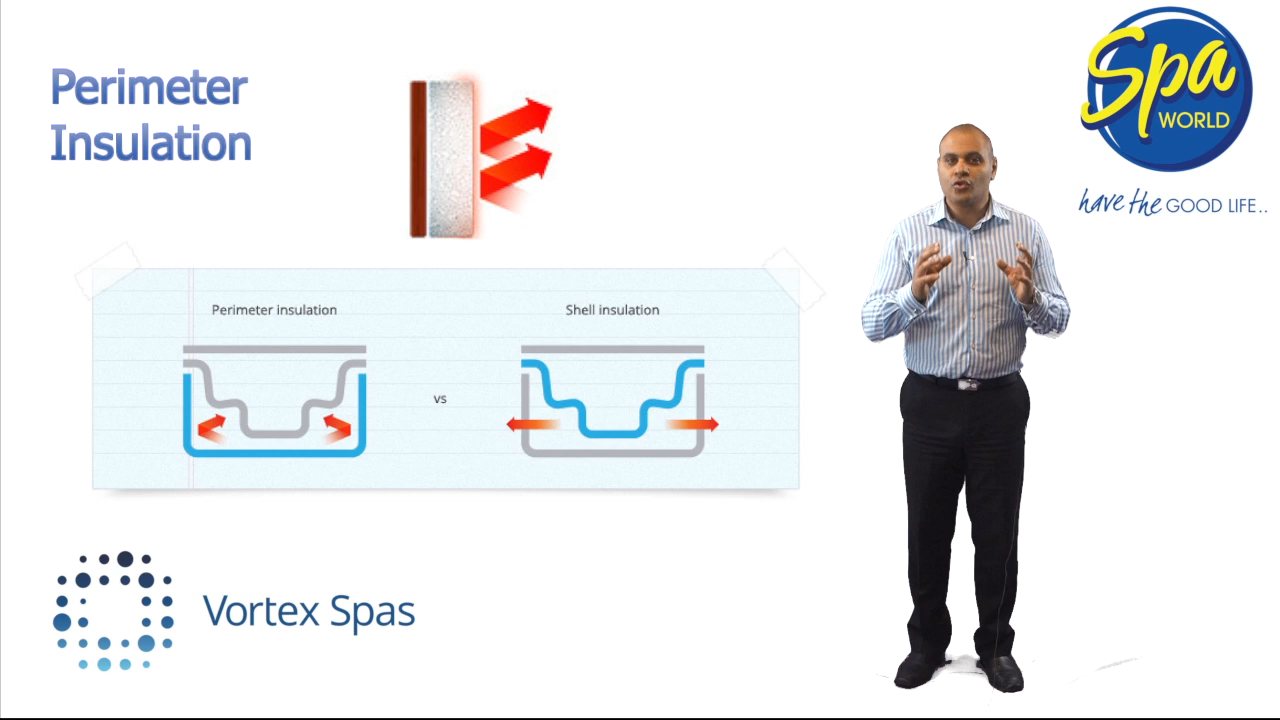 Perimeter
Insulation
Spa
WORLD
have the GOOD LIFE..
Perimeter insulation
Shell insulation
vs
Vortex Spas